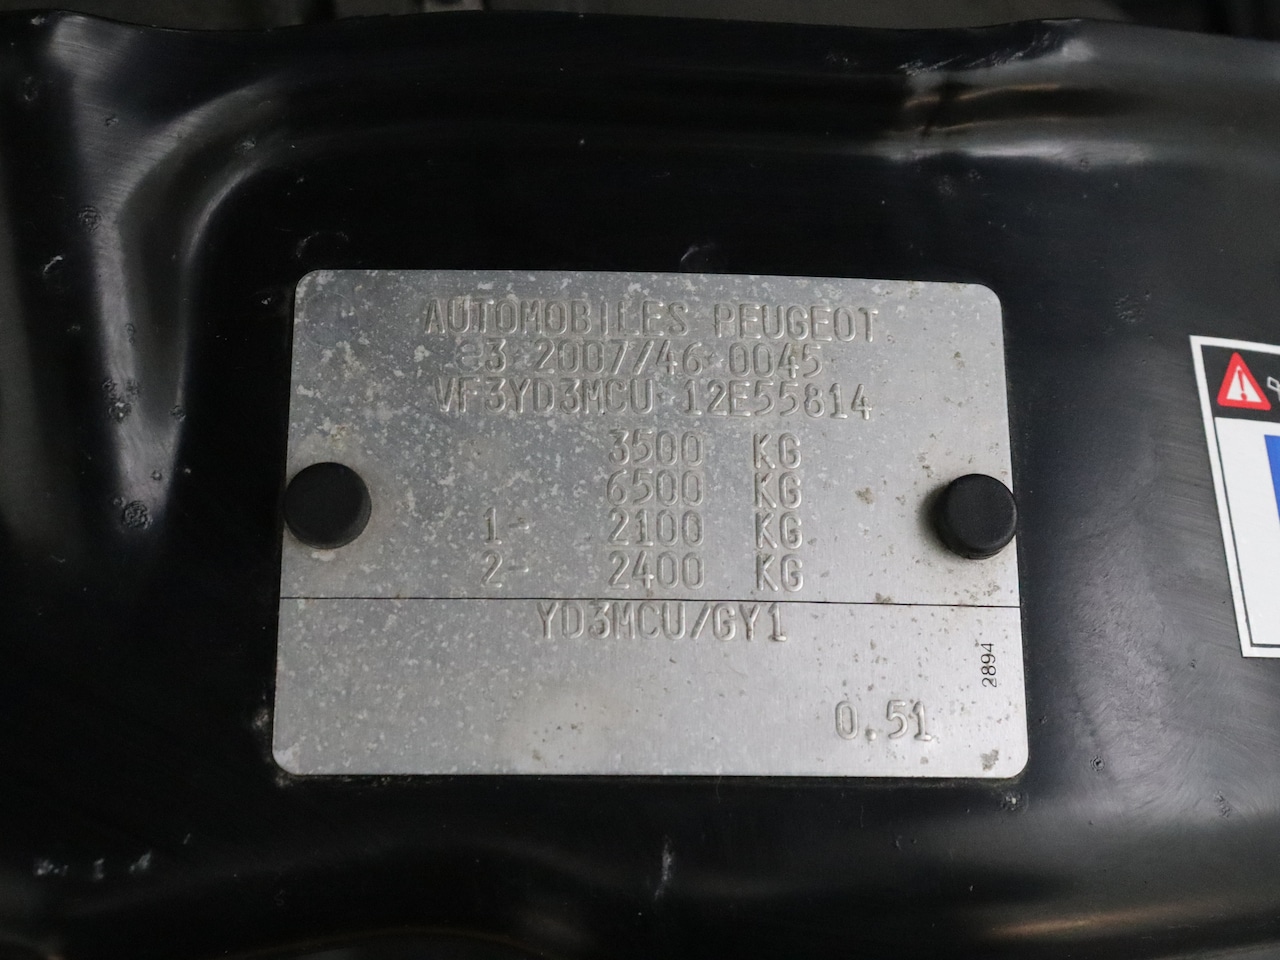 AUTOMOBILES PEUGEOT
e3*2007/46*0045*
VF3YD3MCU 12E55814
3500 KG
6500 KG
1- 2100 KG
2- 2400 KG
YD3MCU/GY1
2894
0.51